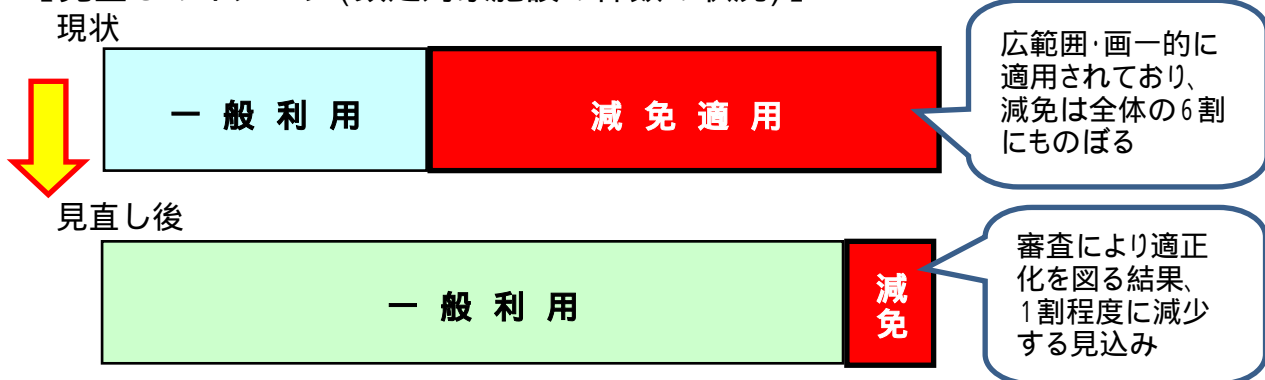 現状
一般利用
減免適用
広範囲・画一的に
適用されており、
減免は全体の6割
にものぼる
見直し後
一般利用
減免
審査により適正
化を図る結果、
1割程度に減少
する見込み